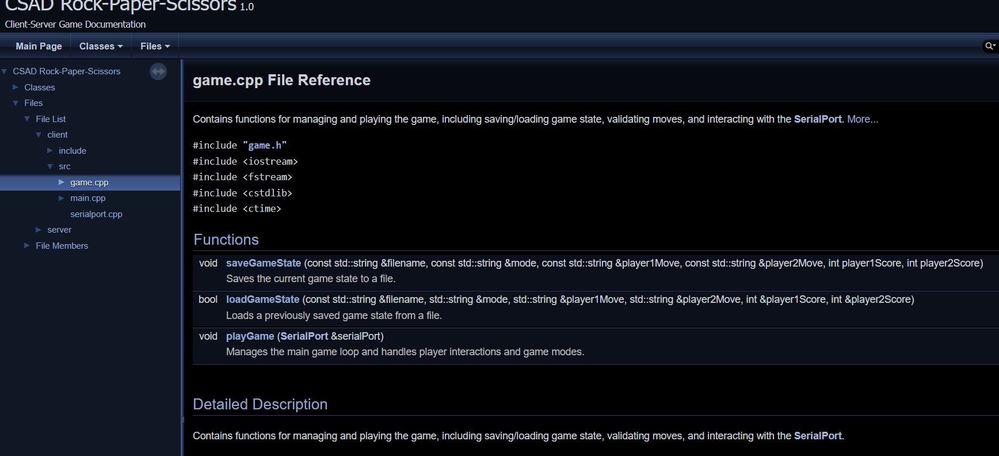 CSAD Rock-Paper-Scissors 1.0
Client-Server Game Documentation
Main Page
Classes
Files
CSAD Rock-Paper-Scissors
Classes
Files
File List
client
include
src
game.cpp
main.cpp
serialport.cpp
server
File Members
game.cpp File Reference
Contains functions for managing and playing the game, including saving/loading game state, validating moves, and interacting with the SerialPort. More...
#include "game.h"
#include <iostream>
#include <fstream>
#include <cstdlib>
#include <ctime>
Functions
void saveGameState (const std::string &filename, const std::string &mode, const std::string &player1Move, const std::string &player2Move, int player1Score, int player2Score)
Saves the current game state to a file.
bool loadGameState (const std::string &filename, std::string &mode, std::string &player1Move, std::string &player2Move, int &player1Score, int &player2Score)
Loads a previously saved game state from a file.
void playGame (SerialPort &serialPort)
Manages the main game loop and handles player interactions and game modes.
Detailed Description
Contains functions for managing and playing the game, including saving/loading game state, validating moves, and interacting with the SerialPort.